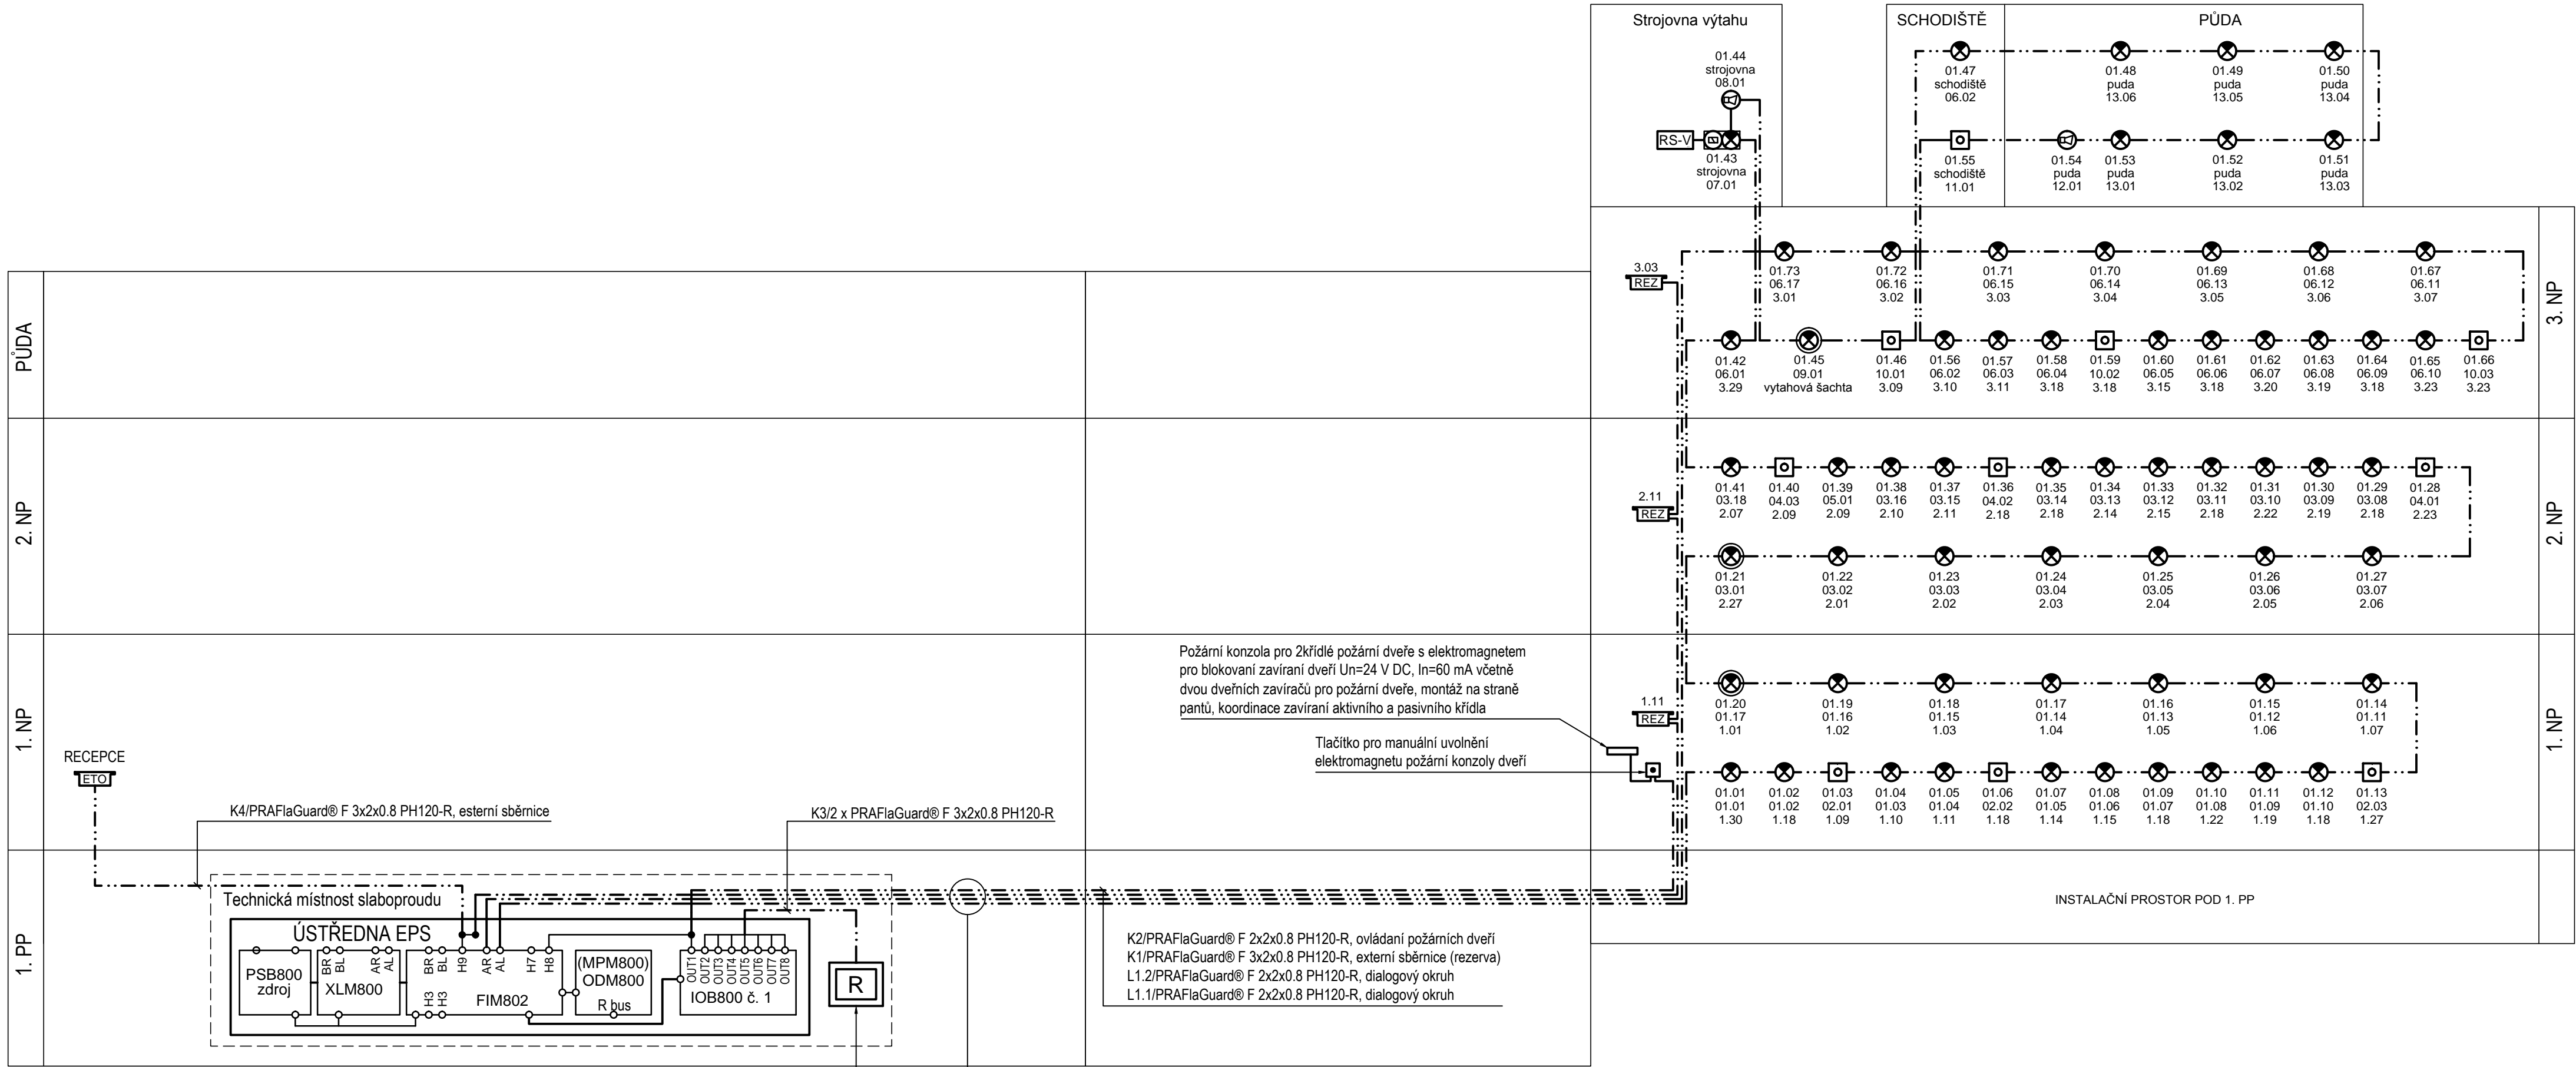 Strojovna výtahu
01.44
strojovna
08.01
RS-V
01.43
strojovna
07.01
SCHODIŠTĚ
PŮDA
01.47
schodiště
06.02
01.48
puda
13.06
01.49
puda
13.05
01.50
puda
13.04
01.55
schodiště
11.01
01.54
puda
12.01
01.53
puda
13.01
01.52
puda
13.02
01.51
puda
13.03
PŮDA
3.03
REZ
01.73
06.17
3.01
01.72
06.16
3.02
01.71
06.15
3.03
01.70
06.14
3.04
01.69
06.13
3.05
01.68
06.12
3.06
01.67
06.11
3.07
3. NP
01.42
06.01
3.29
01.45
09.01
vytahová šachta
01.46
10.01
3.09
01.56
06.02
3.10
01.57
06.03
3.11
01.58
06.04
3.18
01.59
10.02
3.18
01.60
06.05
3.15
01.61
06.06
3.18
01.62
06.07
3.20
01.63
06.08
3.19
01.64
06.09
3.18
01.65
06.10
3.23
01.66
10.03
3.23
2. NP
2.11
REZ
01.41
03.18
2.07
01.40
04.03
2.09
01.39
05.01
2.09
01.38
03.16
2.10
01.37
03.15
2.11
01.36
04.02
2.18
01.35
03.14
2.18
01.34
03.13
2.14
01.33
03.12
2.15
01.32
03.11
2.18
01.31
03.10
2.22
01.30
03.09
2.19
01.29
03.08
2.18
01.28
04.01
2.23
2. NP
01.21
03.01
2.27
01.22
03.02
2.01
01.23
03.03
2.02
01.24
03.04
2.03
01.25
03.05
2.04
01.26
03.06
2.05
01.27
03.07
2.06
1. NP
RECEPCE
ETO
K4/PRAFlaGuard® F 3x2x0.8 PH120-R, esterní sběrnice
K3/2 x PRAFlaGuard® F 3x2x0.8 PH120-R
Požární konzola pro 2křídlé požární dveře s elektromagnetem
pro blokovaní zavíraní dveří Un=24 V DC, In=60 mA včetně
dvou dveřních zavíračů pro požární dveře, montáž na straně
pantů, koordinace zavíraní aktivního a pasivního křídla
Tlačítko pro manuální uvolnění
elektromagnetu požární konzoly dveří
1.11
REZ
01.20
01.17
1.01
01.19
01.16
1.02
01.18
01.15
1.03
01.17
01.14
1.04
01.16
01.13
1.05
01.15
01.12
1.06
01.14
01.11
1.07
1. NP
01.01
01.01
1.30
01.02
01.02
1.18
01.03
02.01
1.09
01.04
01.03
1.10
01.05
01.04
1.11
01.06
02.02
1.18
01.07
01.05
1.14
01.08
01.06
1.15
01.09
01.07
1.18
01.10
01.08
1.22
01.11
01.09
1.19
01.12
01.10
1.18
01.13
02.03
1.27
1. PP
Technická místnost slaboproudu
ÚSTŘEDNA EPS
PSB800
zdroj
BR
BL
AR
AL
XLM800
BR
BL
H9
AR
AL
H7
H8
H3
H3
FIM802
(MPM800)
ODM800
R bus
OUT1
OUT2
OUT3
OUT4
OUT5
OUT6
OUT7
OUT8
IOB800 č. 1
R
K2/PRAFlaGuard® F 2x2x0.8 PH120-R, ovládaní požárních dveří
K1/PRAFlaGuard® F 3x2x0.8 PH120-R, externí sběrnice (rezerva)
L1.2/PRAFlaGuard® F 2x2x0.8 PH120-R, dialogový okruh
L1.1/PRAFlaGuard® F 2x2x0.8 PH120-R, dialogový okruh
INSTALAČNÍ PROSTOR POD 1. PP